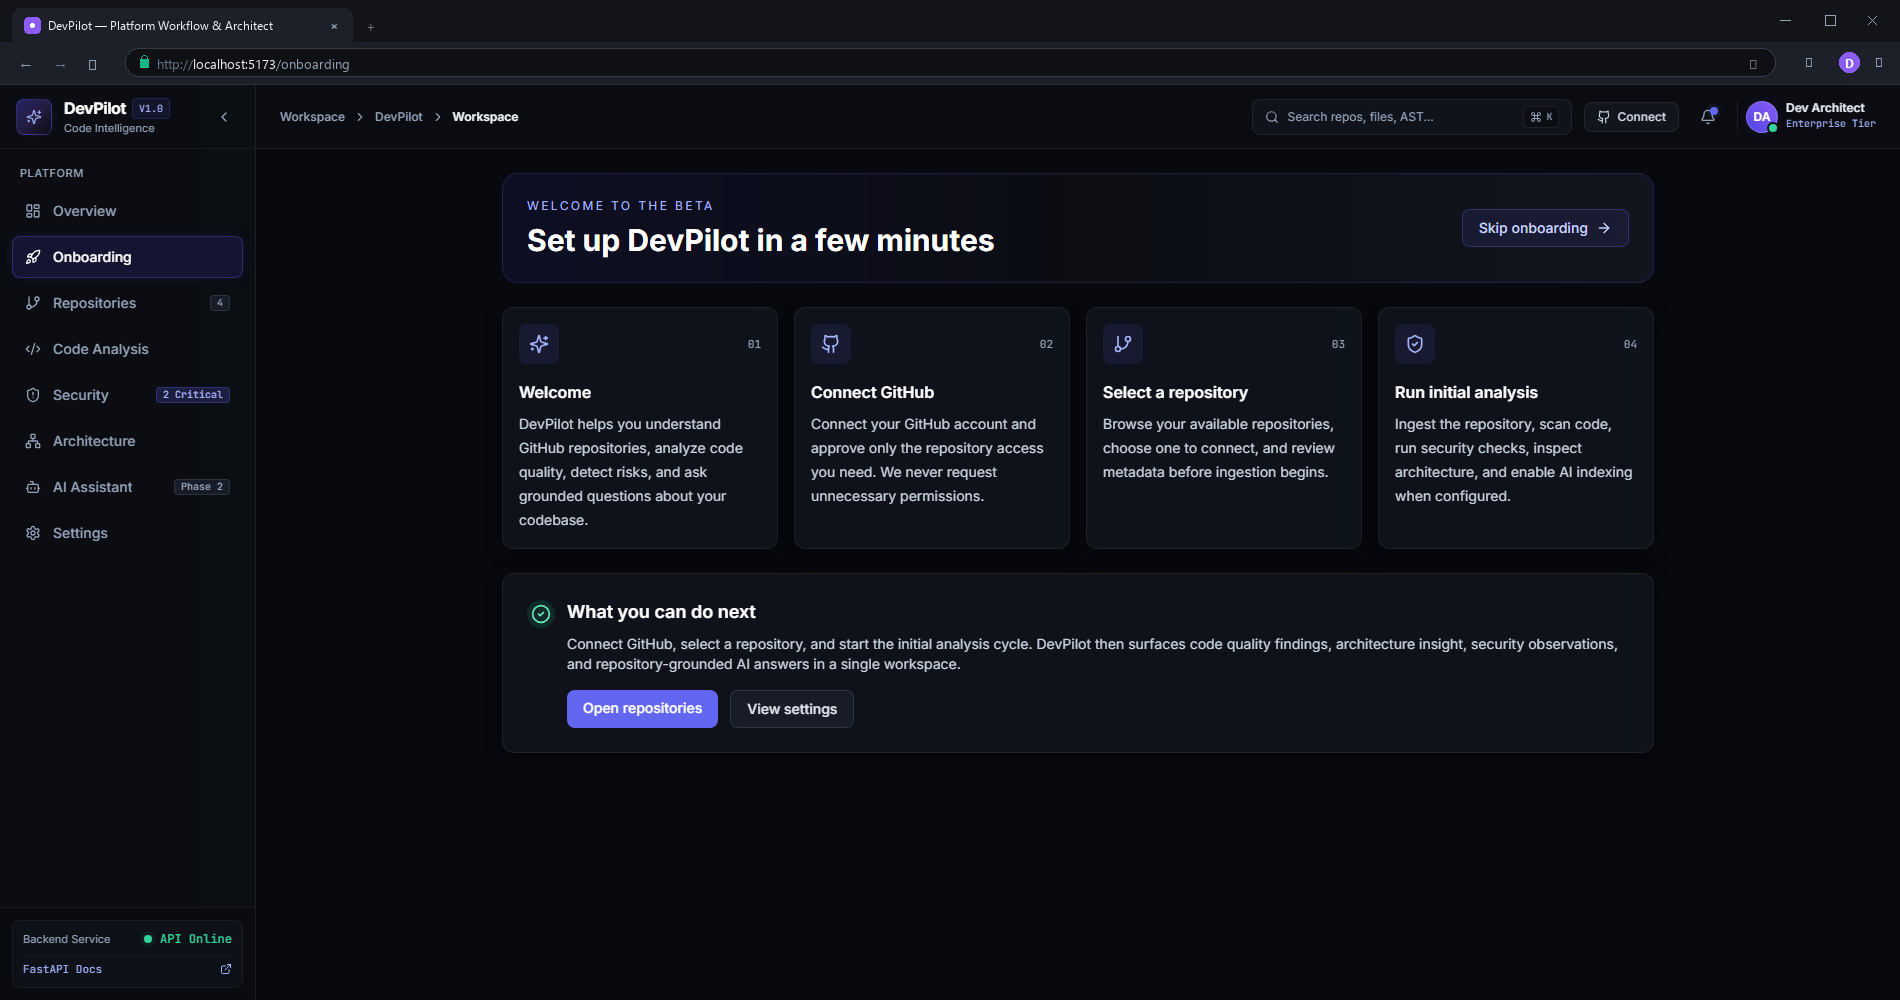 DevPilot — Platform Workflow & Architect
http://localhost:5173/onboarding
D
DevPilot V1.0
Code Intelligence
Workspace > DevPilot > Workspace
Search repos, files, AST... ⌘ K
Connect
DA
Dev Architect
Enterprise Tier
PLATFORM
Overview
Onboarding
Repositories 4
Code Analysis
Security 2 Critical
Architecture
AI Assistant Phase 2
Settings
Backend Service API Online
FastAPI Docs
WELCOME TO THE BETA
Set up DevPilot in a few minutes
Skip onboarding →
01
Welcome
DevPilot helps you understand
GitHub repositories, analyze code
quality, detect risks, and ask
grounded questions about your
codebase.
02
Connect GitHub
Connect your GitHub account and
approve only the repository access
you need. We never request
unnecessary permissions.
03
Select a repository
Browse your available repositories,
choose one to connect, and review
metadata before ingestion begins.
04
Run initial analysis
Ingest the repository, scan code,
run security checks, inspect
architecture, and enable AI indexing
when configured.
What you can do next
Connect GitHub, select a repository, and start the initial analysis cycle. DevPilot then surfaces code quality findings, architecture insight, security observations,
and repository-grounded AI answers in a single workspace.
Open repositories
View settings